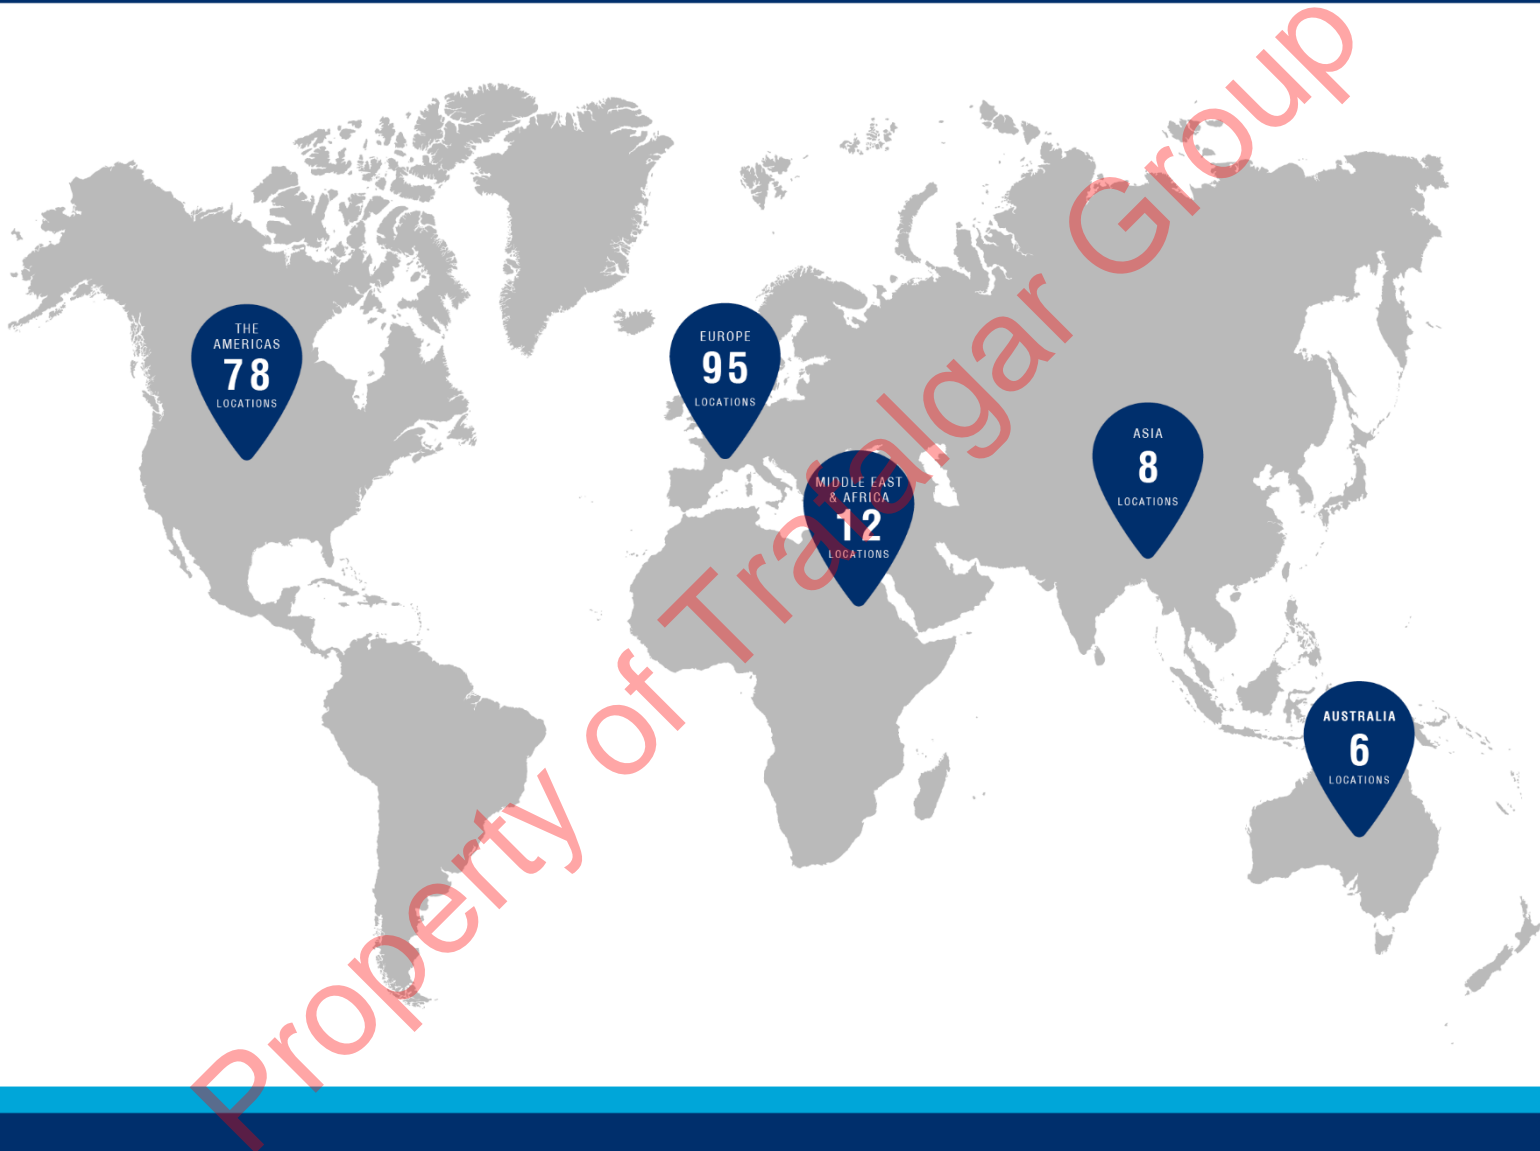 THE
AMERICAS
78
LOCATIONS
EUROPE
95
LOCATIONS
MIDDLE EAST
& AFRICA
12
LOCATIONS
ASIA
8
LOCATIONS
AUSTRALIA
6
LOCATIONS
Property of Trafalgar Group